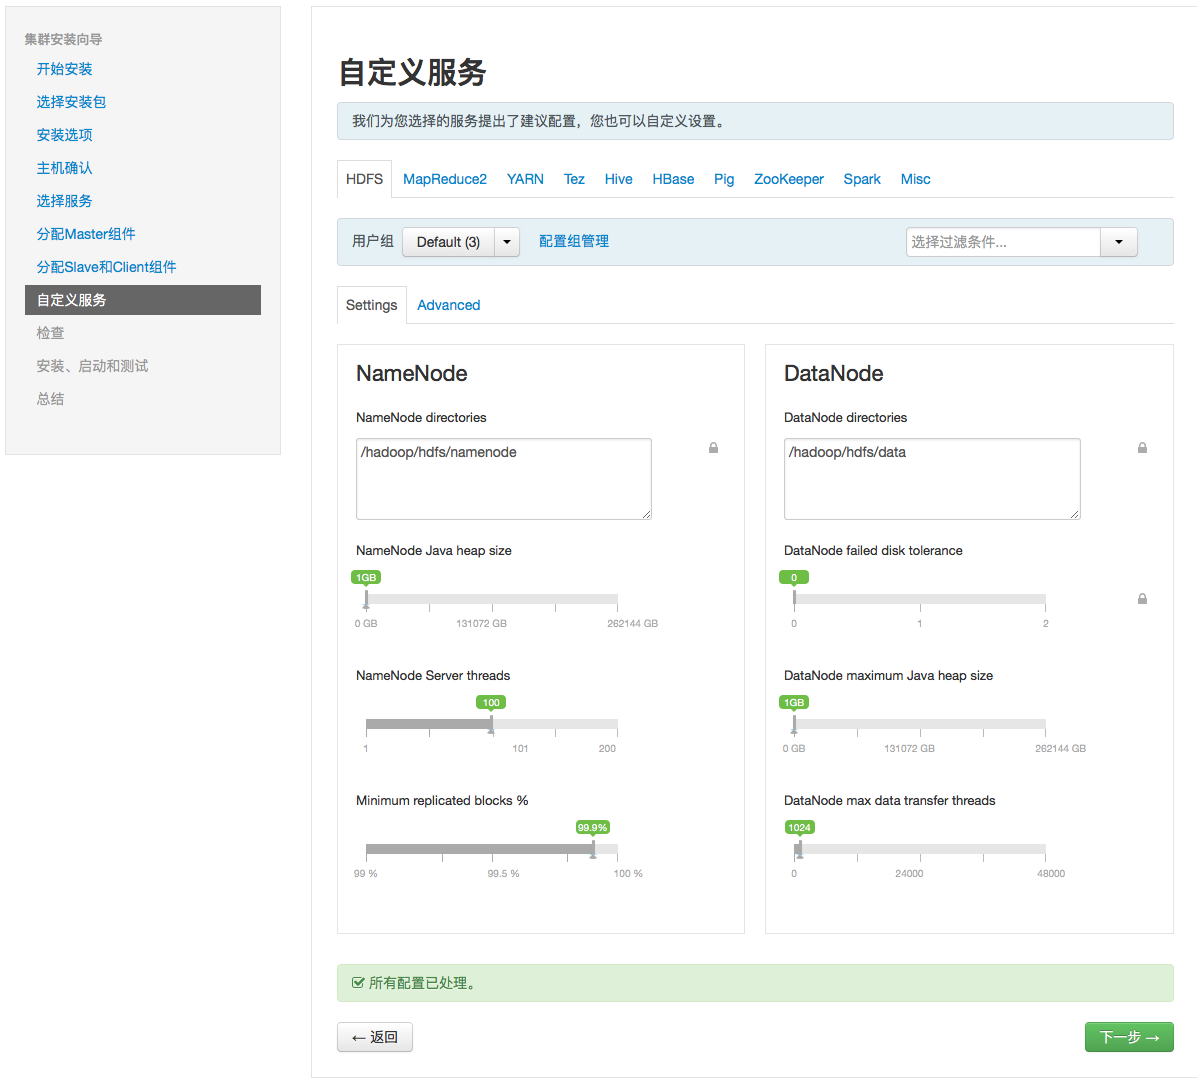 集群安装向导
开始安装
选择安装包
安装选项
主机确认
选择服务
分配Master组件
分配Slave和Client组件
自定义服务
检查
安装、启动和测试
总结
自定义服务
我们为您选择的服务提出了建议配置，您也可以自定义设置。
HDFS MapReduce2 YARN Tez Hive HBase Pig ZooKeeper Spark Misc
用户组 Default (3) 配置组管理 选择过滤条件...
Settings Advanced
NameNode
NameNode directories
/hadoop/hdfs/namenode
NameNode Java heap size
1GB
0 GB 131072 GB 262144 GB
NameNode Server threads
100
1 101 200
Minimum replicated blocks %
99.9%
99 % 99.5 % 100 %
DataNode
DataNode directories
/hadoop/hdfs/data
DataNode failed disk tolerance
0
0 1 2
DataNode maximum Java heap size
1GB
0 GB 131072 GB 262144 GB
DataNode max data transfer threads
1024
0 24000 48000
所有配置已处理。
← 返回 下一步 →